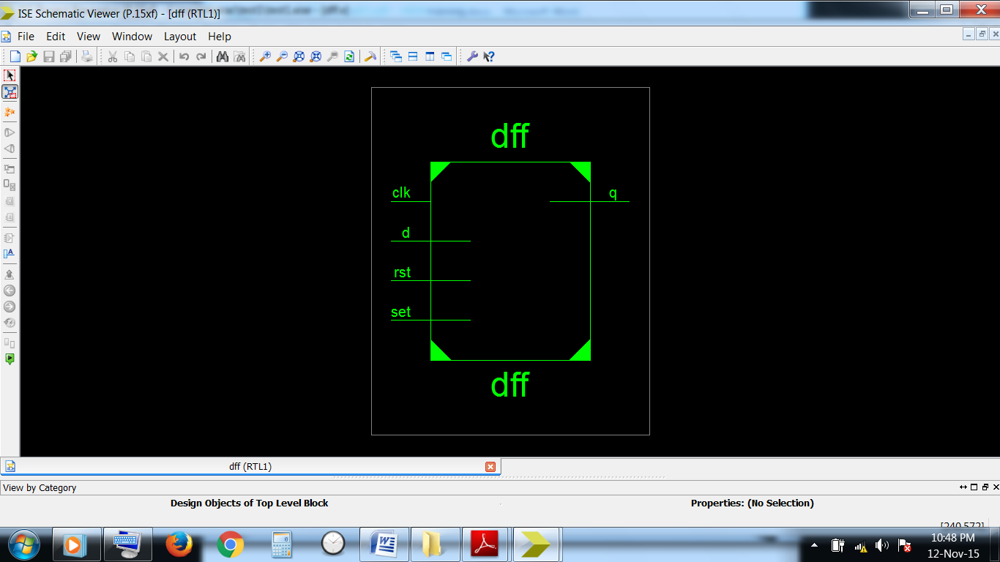 ISE Schematic Viewer (P.15xf) - [dff (RTL1)]
File Edit View Window Layout Help
dff
clk
q
d
rst
set
dff
dff (RTL1)
View by Category
Design Objects of Top Level Block
Properties: (No Selection)
[240,572]
10:48 PM
12-Nov-15